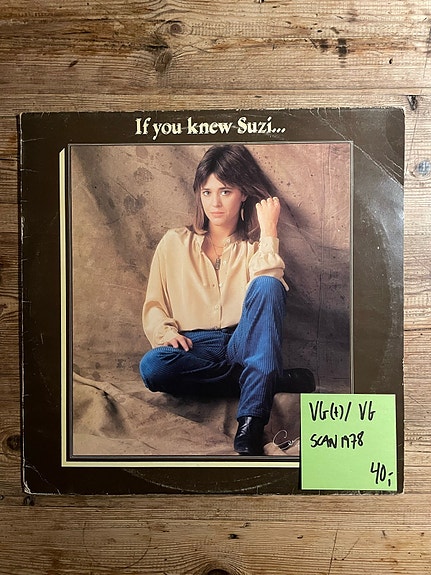 If you knew Suzi...
VG(+)/ VG
SCAN 1978
40,-